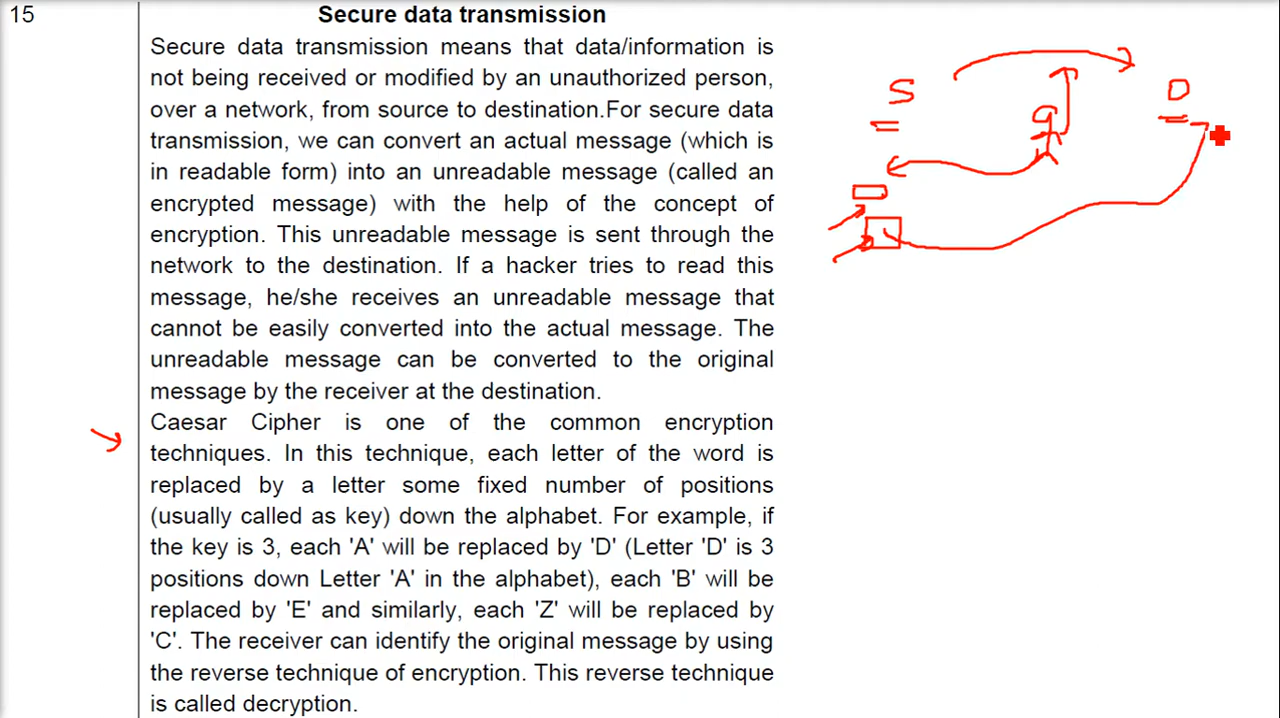 15
Secure data transmission
Secure data transmission means that data/information is
not being received or modified by an unauthorized person,
over a network, from source to destination.For secure data
transmission, we can convert an actual message (which is
in readable form) into an unreadable message (called an
encrypted message) with the help of the concept of
encryption. This unreadable message is sent through the
network to the destination. If a hacker tries to read this
message, he/she receives an unreadable message that
cannot be easily converted into the actual message. The
unreadable message can be converted to the original
message by the receiver at the destination.
Caesar Cipher is one of the common encryption
techniques. In this technique, each letter of the word is
replaced by a letter some fixed number of positions
(usually called as key) down the alphabet. For example, if
the key is 3, each 'A' will be replaced by 'D' (Letter 'D' is 3
positions down Letter 'A' in the alphabet), each 'B' will be
replaced by 'E' and similarly, each 'Z' will be replaced by
'C'. The receiver can identify the original message by using
the reverse technique of encryption. This reverse technique
is called decryption.
S
D